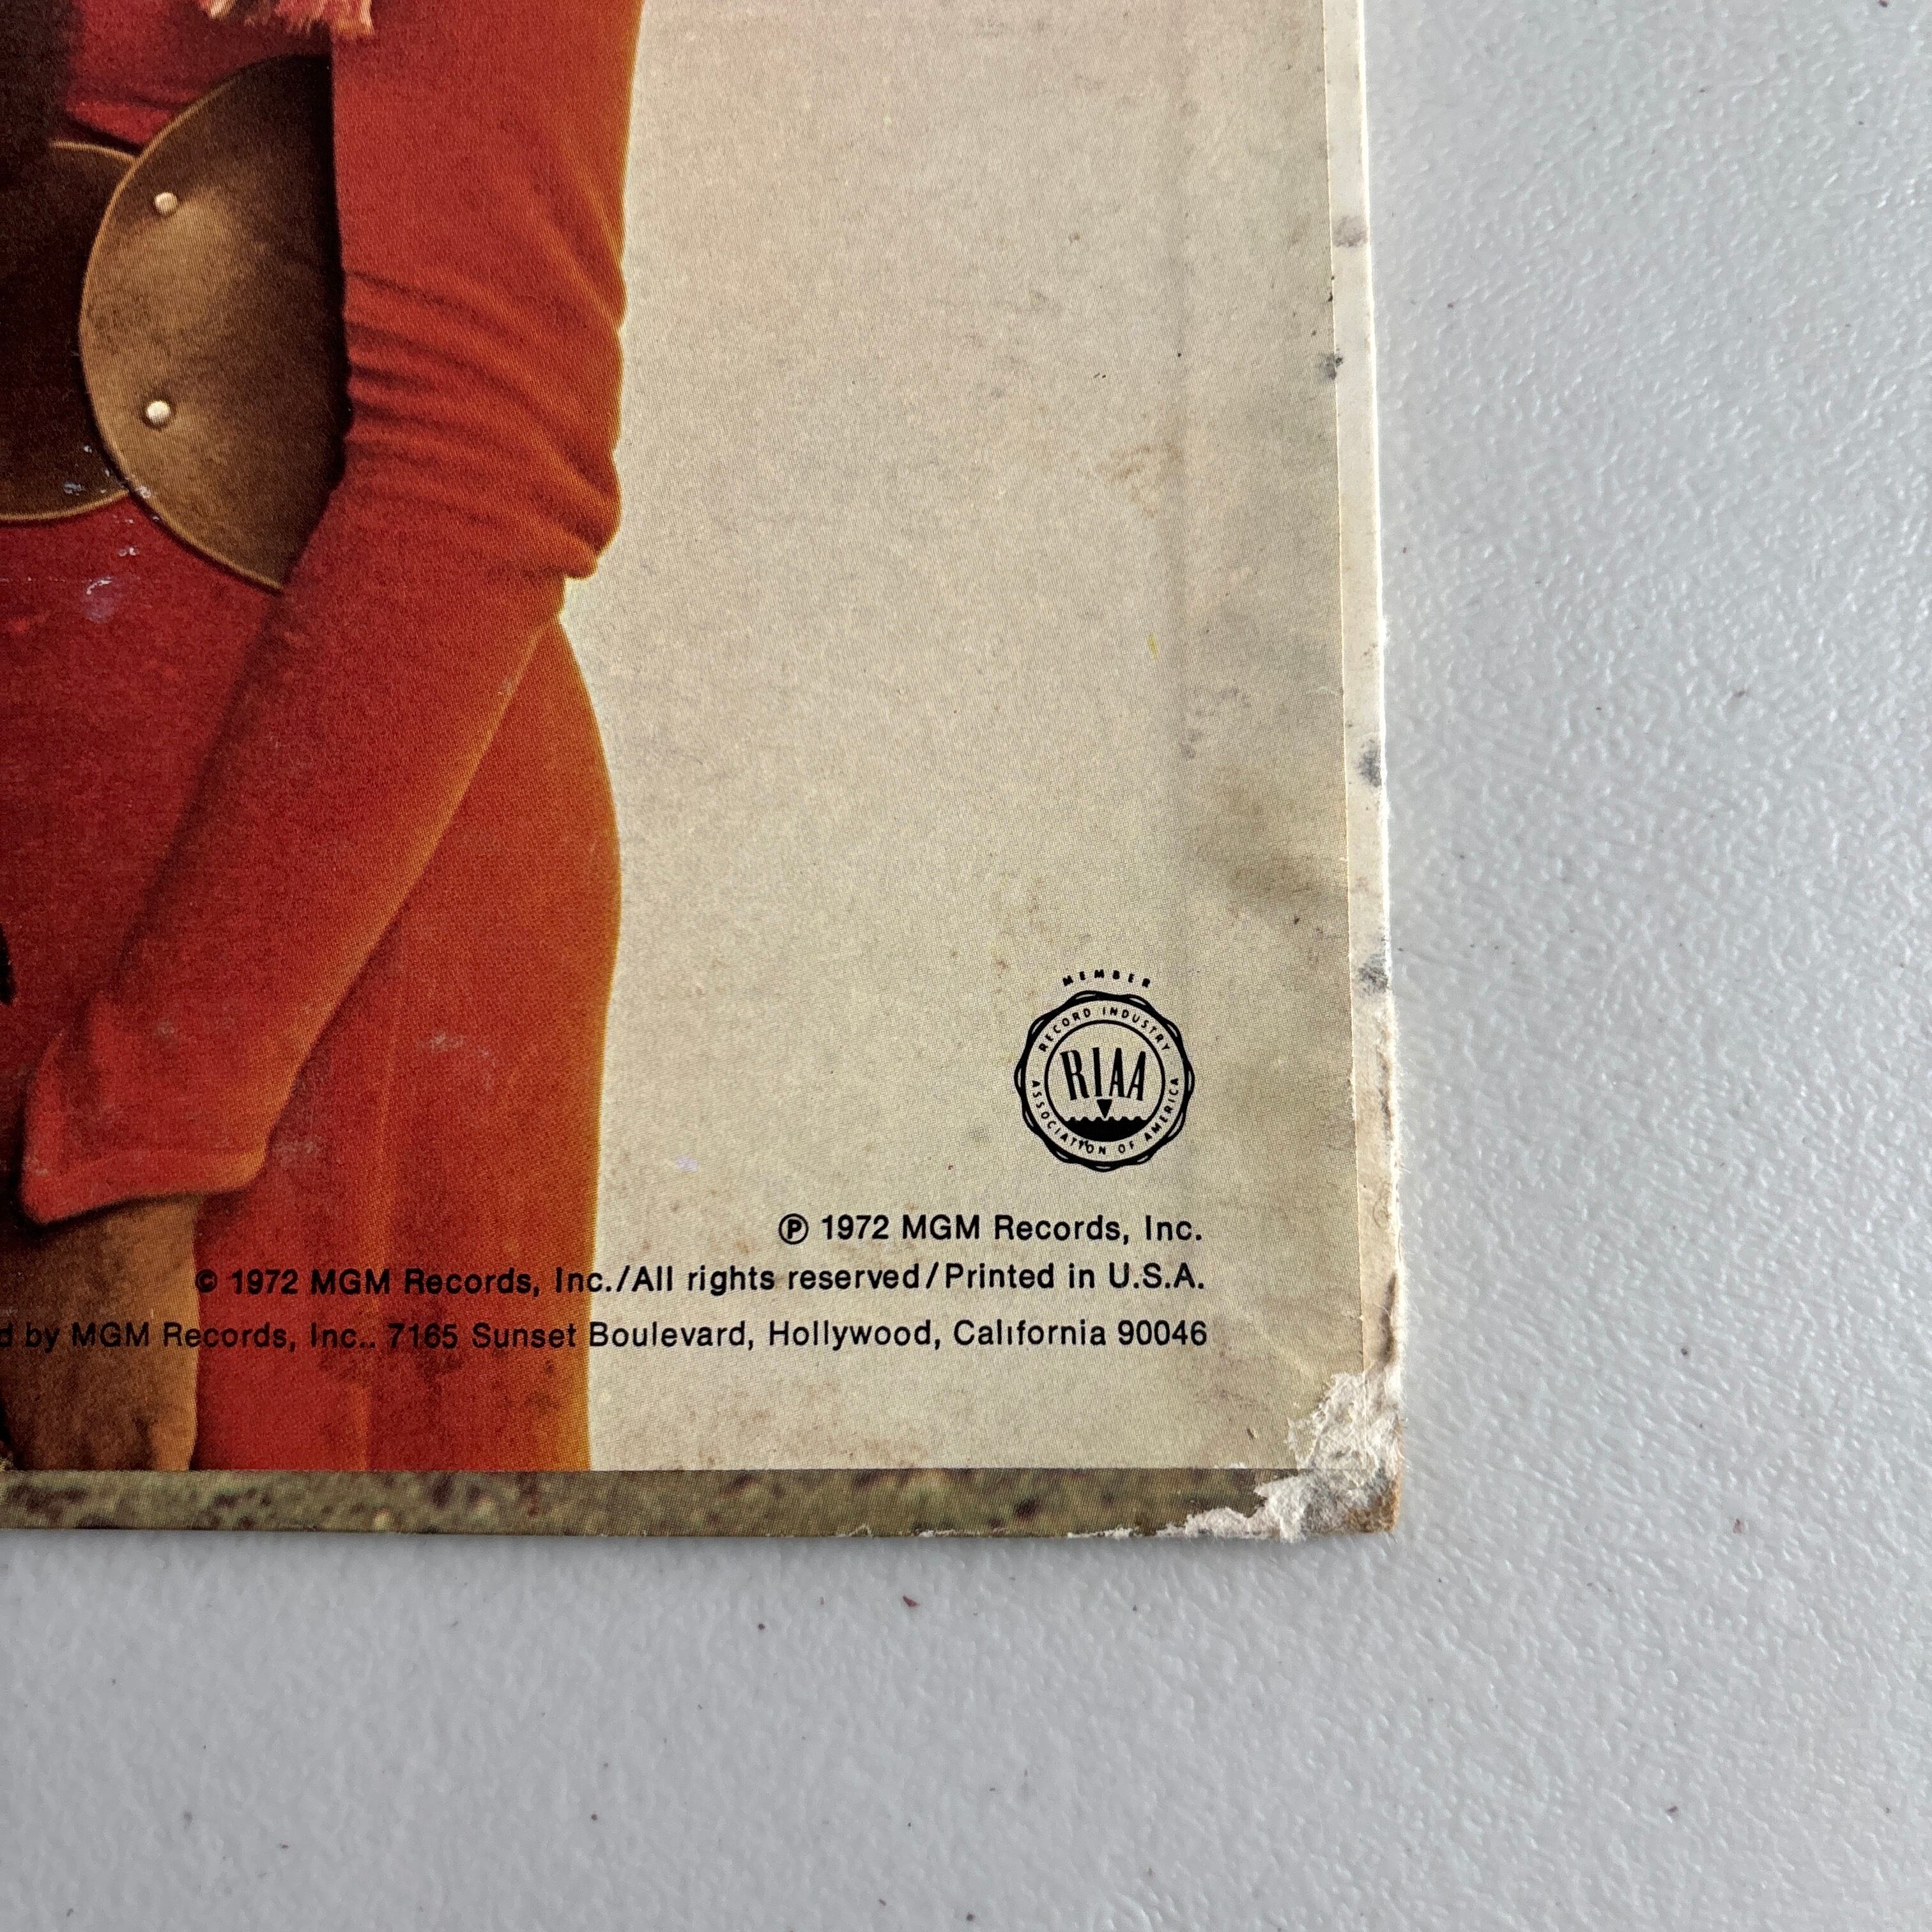 MEMBER
RECORD INDUSTRY
RIAA
ASSOCIATION OF AMERICA
℗ 1972 MGM Records, Inc.
© 1972 MGM Records, Inc./All rights reserved/Printed in U.S.A.
by MGM Records, Inc.. 7165 Sunset Boulevard, Hollywood, California 90046